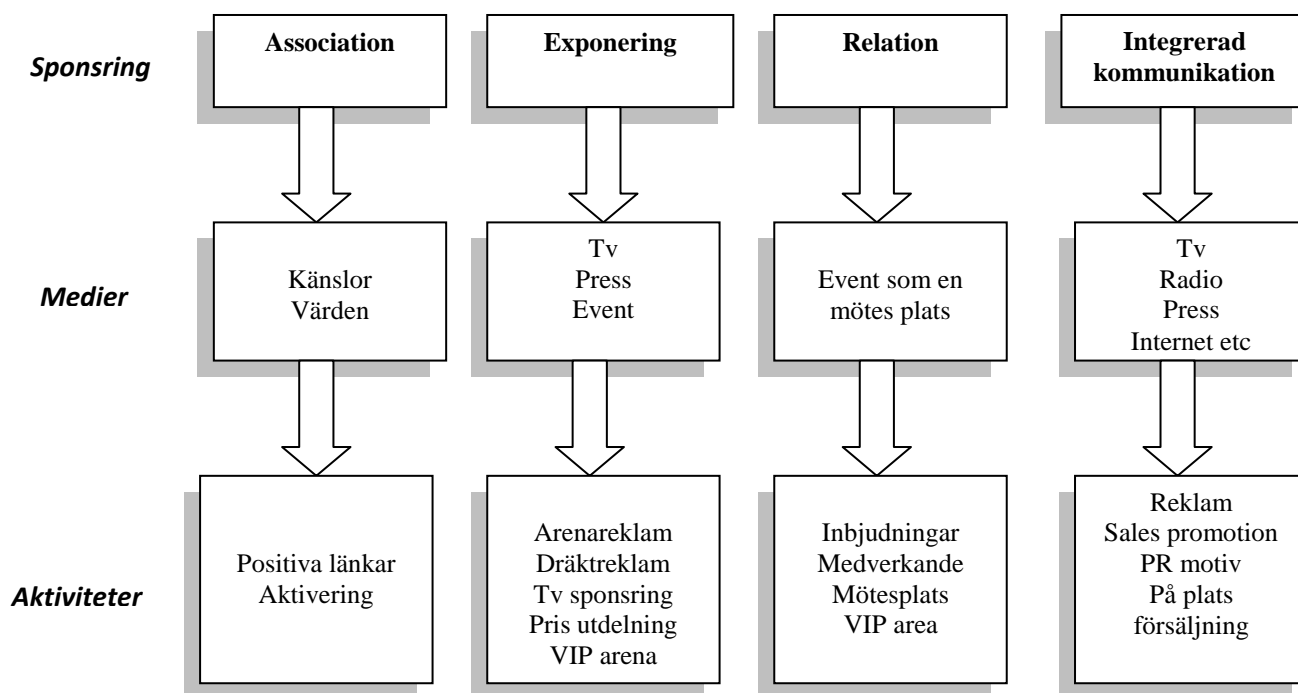 Sponsring
Association
Exponering
Relation
Integrerad
kommunikation
Medier
Känslor
Värden
Tv
Press
Event
Event som en
mötes plats
Tv
Radio
Press
Internet etc
Aktiviteter
Positiva länkar
Aktivering
Arenareklam
Dräktreklam
Tv sponsring
Pris utdelning
VIP arena
Inbjudningar
Medverkande
Mötesplats
VIP area
Reklam
Sales promotion
PR motiv
På plats
försäljning